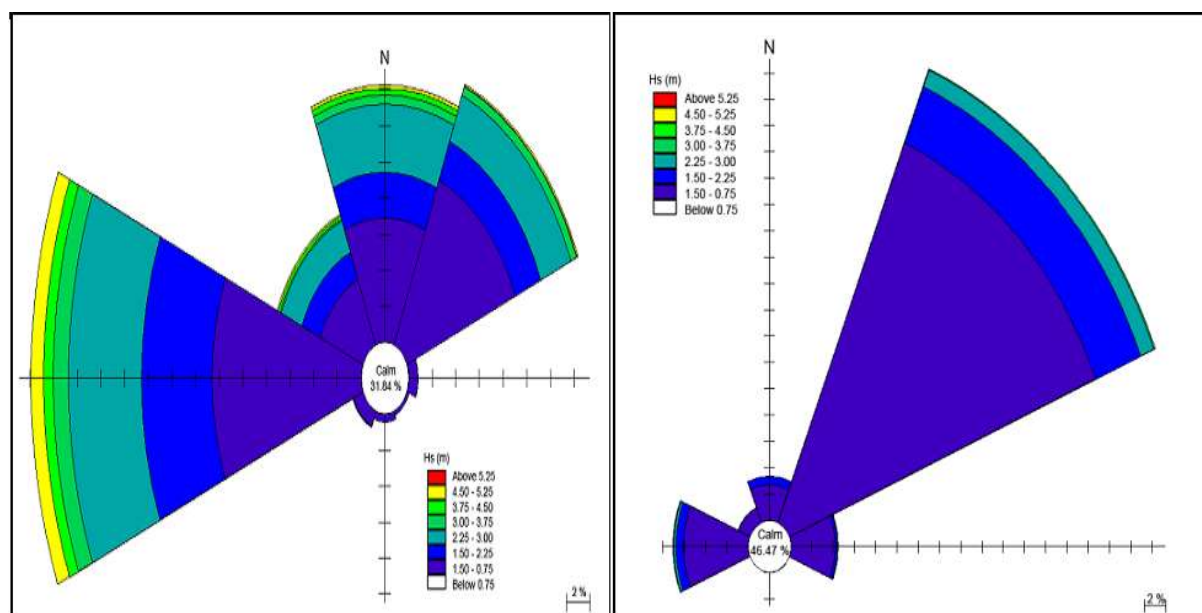 N
Calm
31.84 %
Hs (m)
Above 5.25
4.50 - 5.25
3.75 - 4.50
3.00 - 3.75
2.25 - 3.00
1.50 - 2.25
1.50 - 0.75
Below 0.75
2 %
N
Hs (m)
Above 5.25
4.50 - 5.25
3.75 - 4.50
3.00 - 3.75
2.25 - 3.00
1.50 - 2.25
1.50 - 0.75
Below 0.75
Calm
46.47 %
2 %